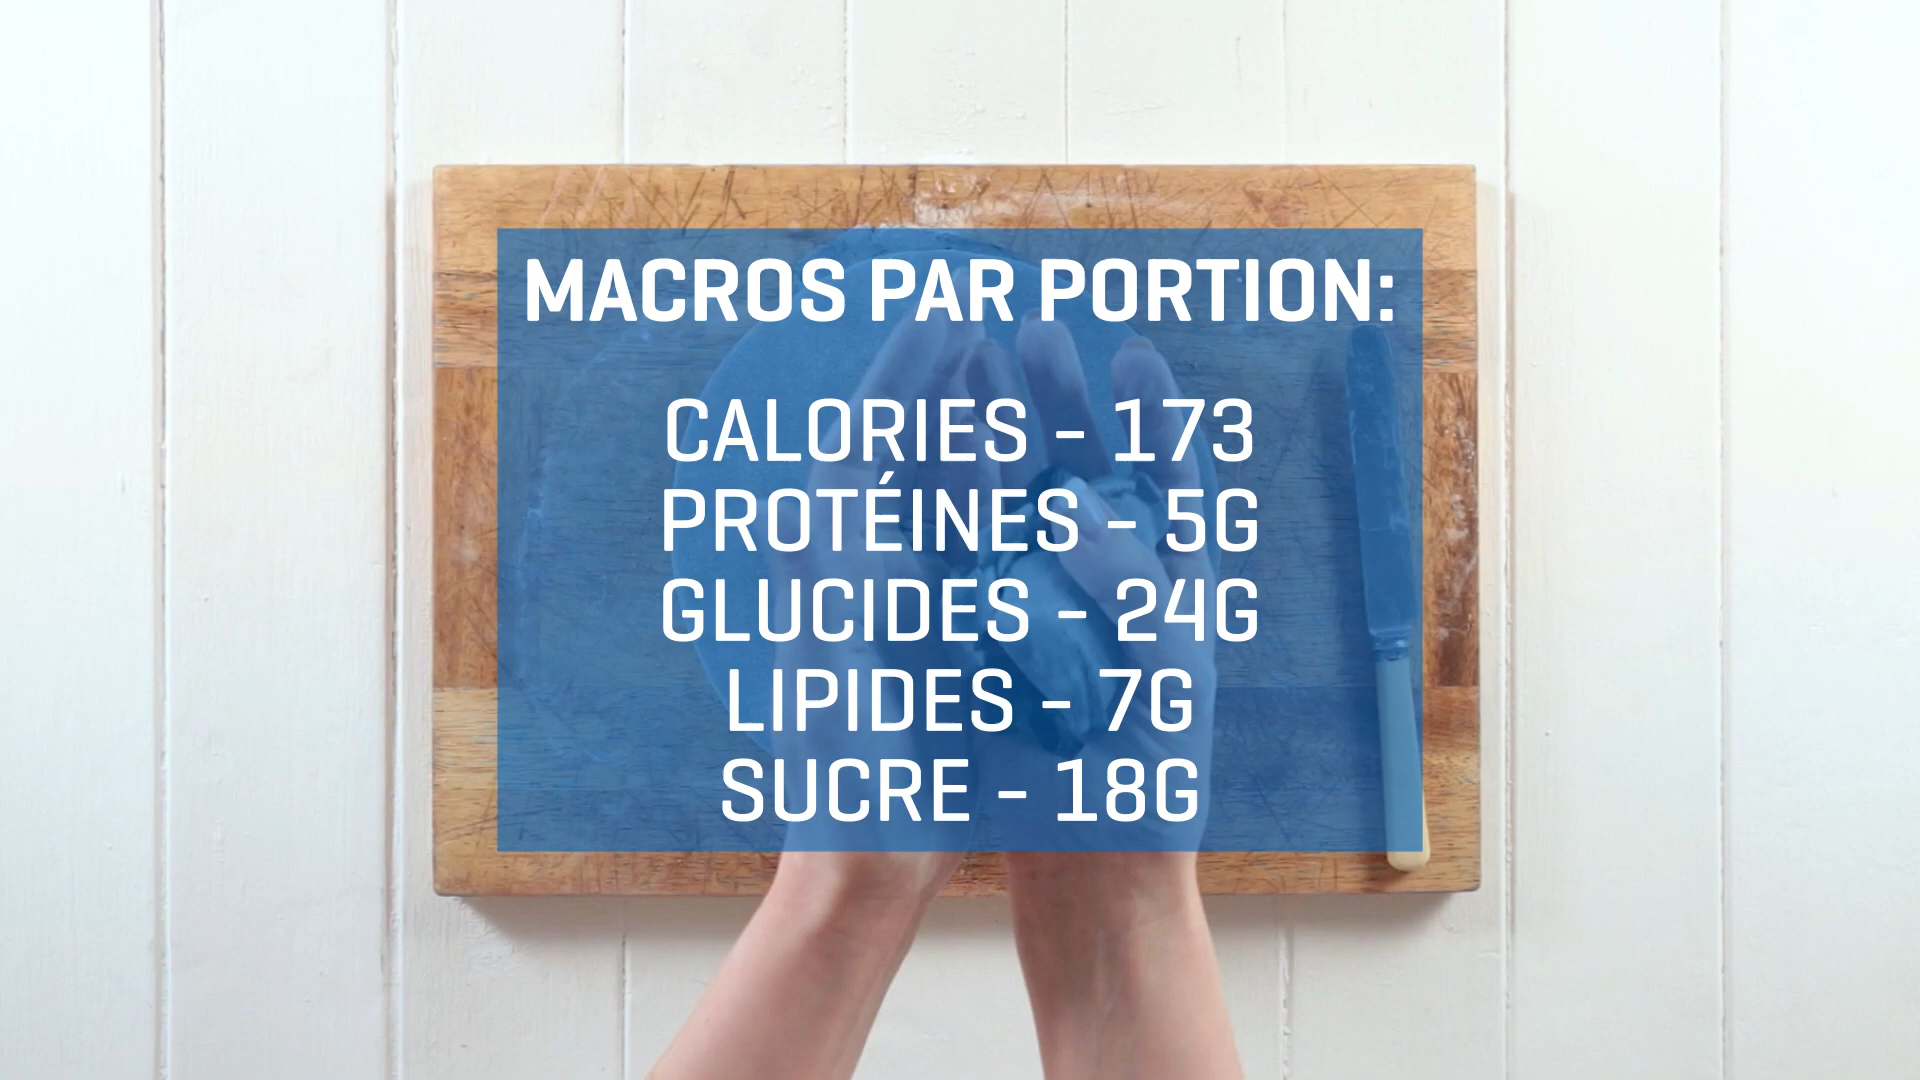 MACROS PAR PORTION:
CALORIES - 173
PROTÉINES - 5G
GLUCIDES - 24G
LIPIDES - 7G
SUCRE - 18G